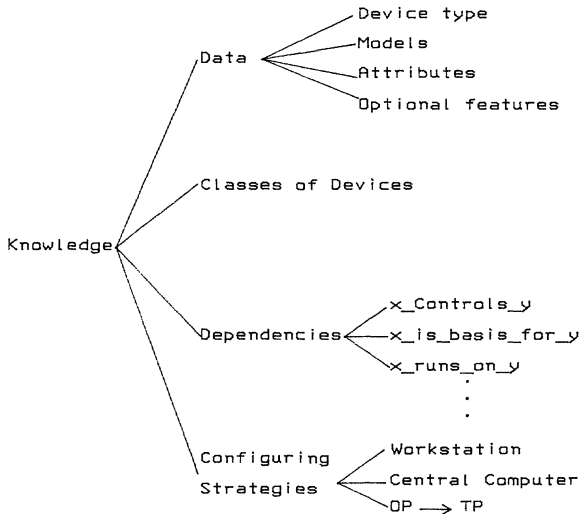 Device type
Data
Models
Attributes
Optional features
Classes of Devices
Knowledge
x_Controls_y
Dependencies
x_is_basis_for_y
x_runs_on_y
.
.
.
Configuring
Strategies
Workstation
Central Computer
OP → TP